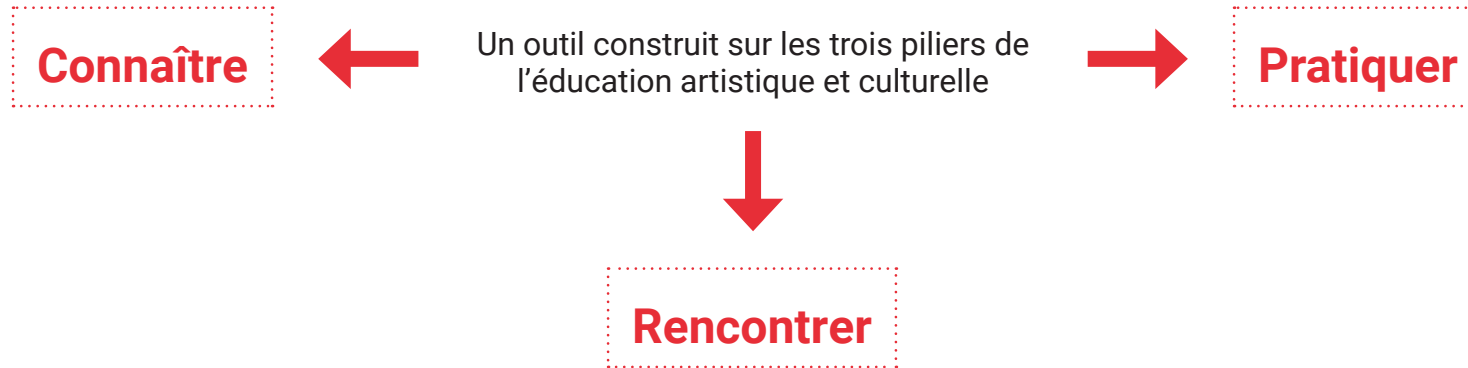 Connaître
Un outil construit sur les trois piliers de
l’éducation artistique et culturelle
Pratiquer
Rencontrer